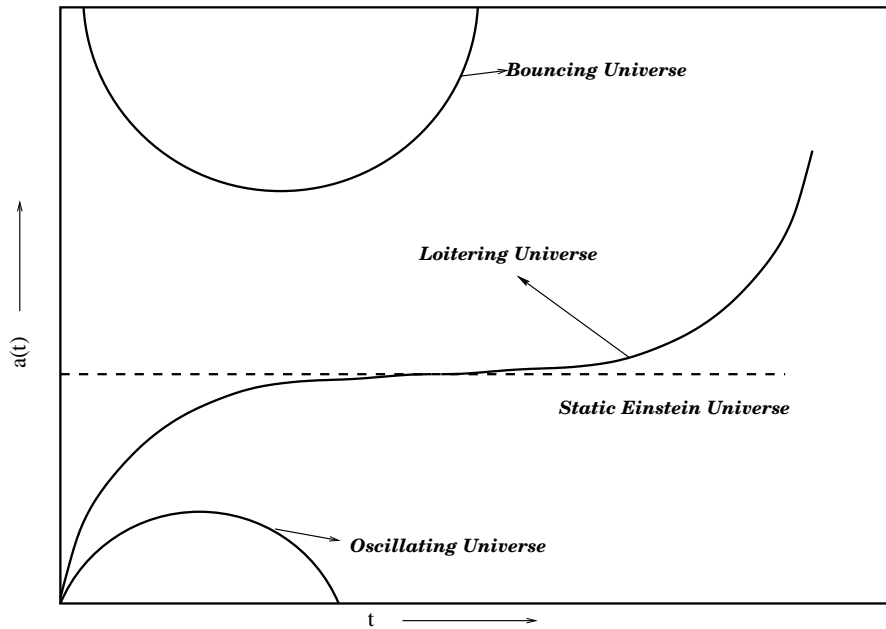 Bouncing Universe
Loitering Universe
a(t)
Static Einstein Universe
Oscillating Universe
t